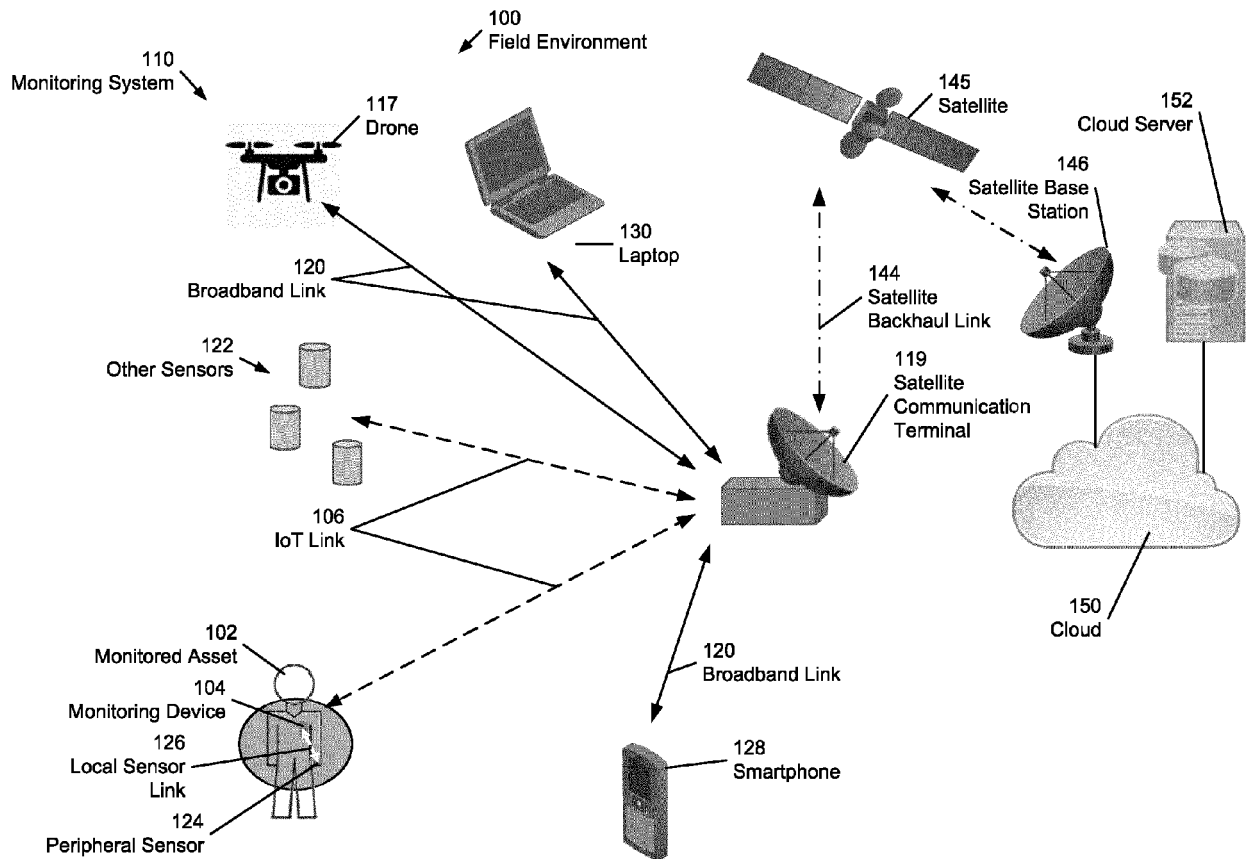 100
Field Environment
110
Monitoring System
117
Drone
145
Satellite
152
Cloud Server
146
Satellite Base
Station
130
Laptop
120
Broadband Link
144
Satellite
Backhaul Link
122
Other Sensors
119
Satellite
Communication
Terminal
106
IoT Link
150
Cloud
102
Monitored Asset
104
Monitoring Device
126
Local Sensor
Link
124
Peripheral Sensor
120
Broadband Link
128
Smartphone